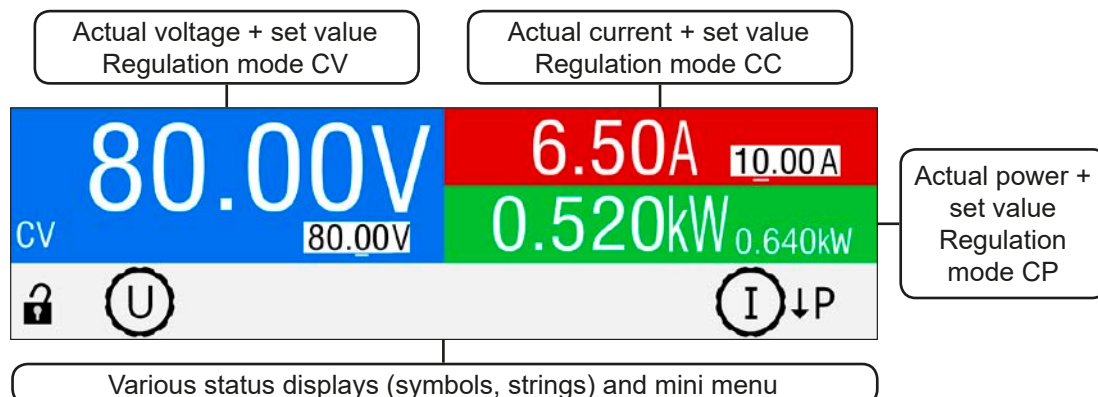 Actual voltage + set value
Regulation mode CV
Actual current + set value
Regulation mode CC
80.00V
6.50A
10.00A
CV
80.00V
0.520kW
0.640kW
Actual power +
set value
Regulation
mode CP
U
I
↓P
Various status displays (symbols, strings) and mini menu